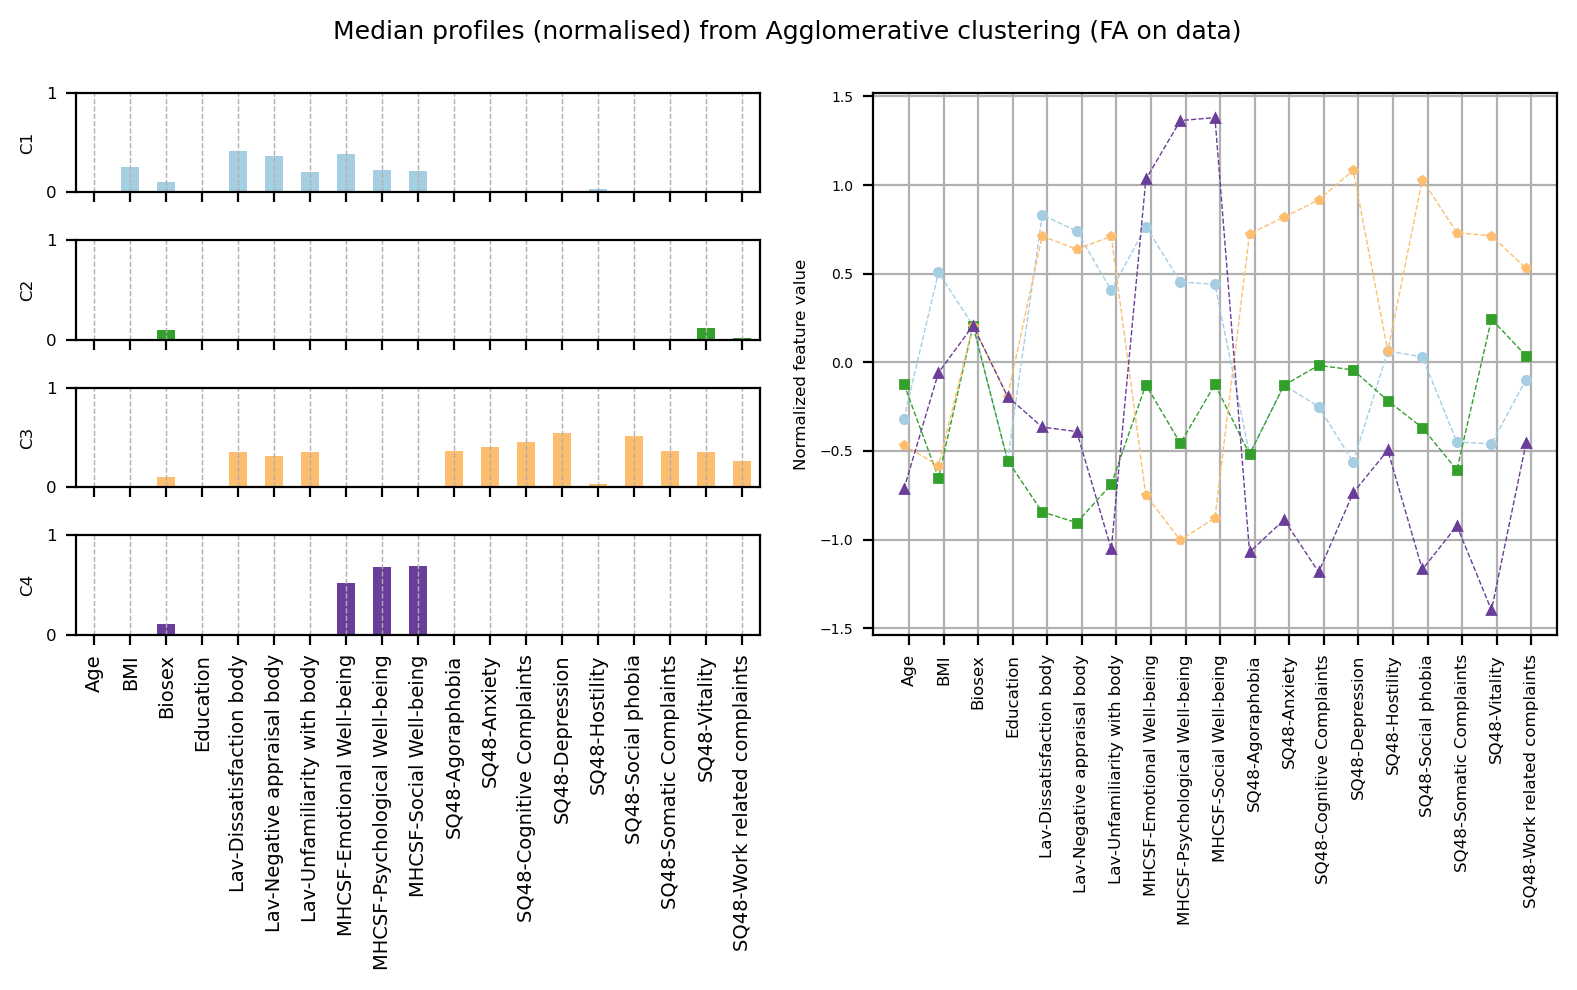 Median profiles (normalised) from Agglomerative clustering (FA on data)
1
C1
0
1
C2
0
1
C3
0
1
C4
0
Age
BMI
Biosex
Education
Lav-Dissatisfaction body
Lav-Negative appraisal body
Lav-Unfamiliarity with body
MHCSF-Emotional Well-being
MHCSF-Psychological Well-being
MHCSF-Social Well-being
SQ48-Agoraphobia
SQ48-Anxiety
SQ48-Cognitive Complaints
SQ48-Depression
SQ48-Hostility
SQ48-Social phobia
SQ48-Somatic Complaints
SQ48-Vitality
SQ48-Work related complaints
Normalized feature value
1.5
1.0
0.5
0.0
−0.5
−1.0
−1.5
Age
BMI
Biosex
Education
Lav-Dissatisfaction body
Lav-Negative appraisal body
Lav-Unfamiliarity with body
MHCSF-Emotional Well-being
MHCSF-Psychological Well-being
MHCSF-Social Well-being
SQ48-Agoraphobia
SQ48-Anxiety
SQ48-Cognitive Complaints
SQ48-Depression
SQ48-Hostility
SQ48-Social phobia
SQ48-Somatic Complaints
SQ48-Vitality
SQ48-Work related complaints